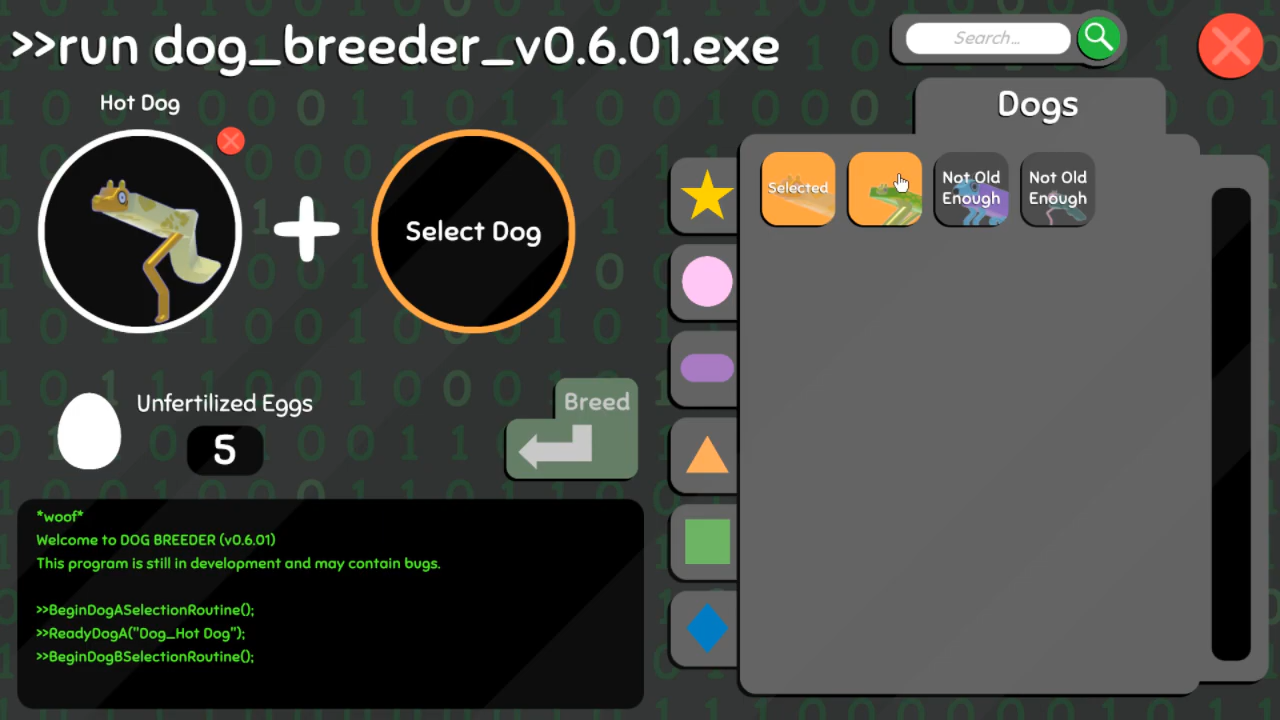 >>run dog_breeder_v0.6.01.exe
Search...
Hot Dog
Dogs
Selected
Not Old
Enough
Not Old
Enough
Select Dog
Unfertilized Eggs
5
Breed
*woof*
Welcome to DOG BREEDER (v0.6.01)
This program is still in development and may contain bugs.
>>BeginDogASelectionRoutine();
>>ReadyDogA("Dog_Hot Dog");
>>BeginDogBSelectionRoutine();